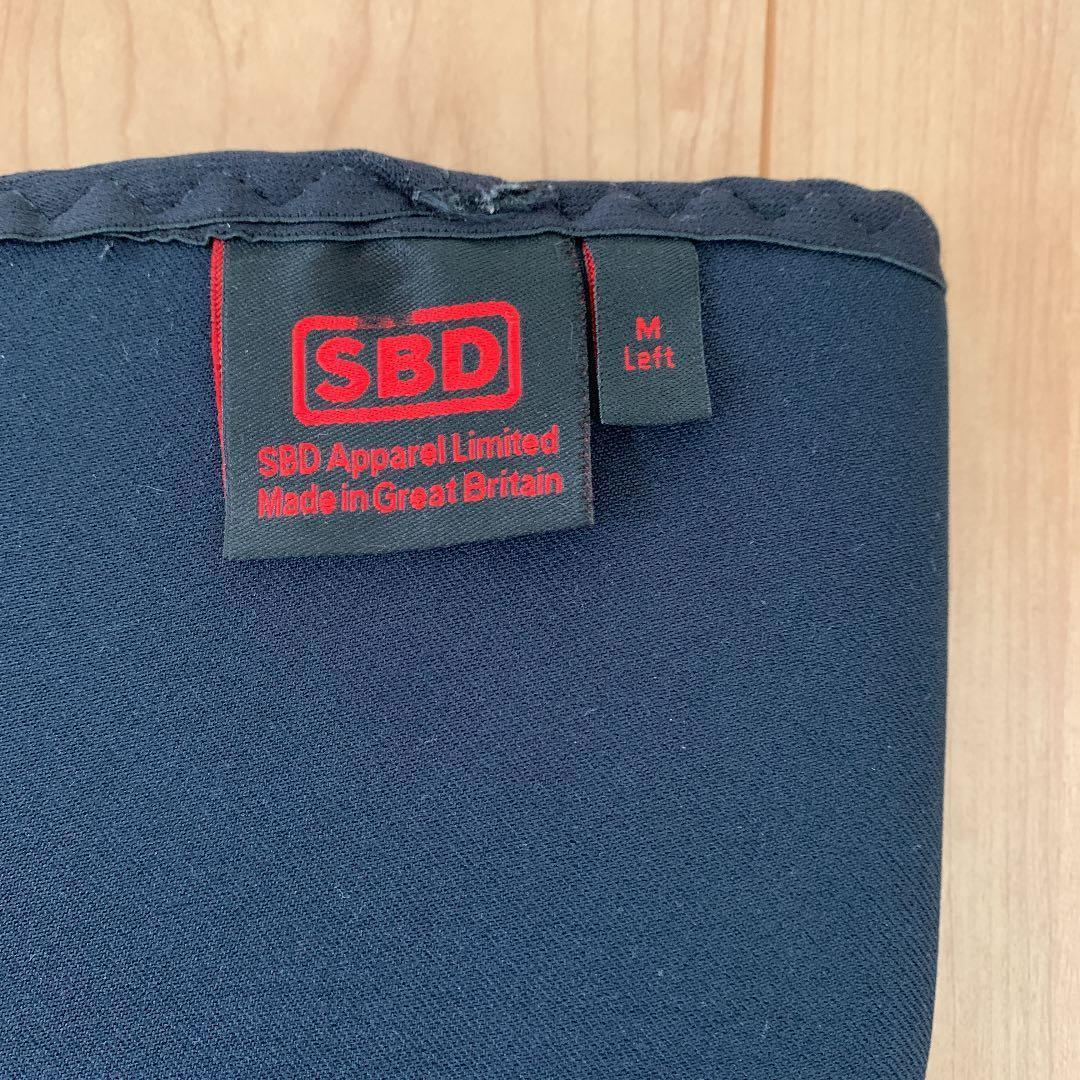 SBD
SBD Apparel Limited
Made in Great Britain
M
Left